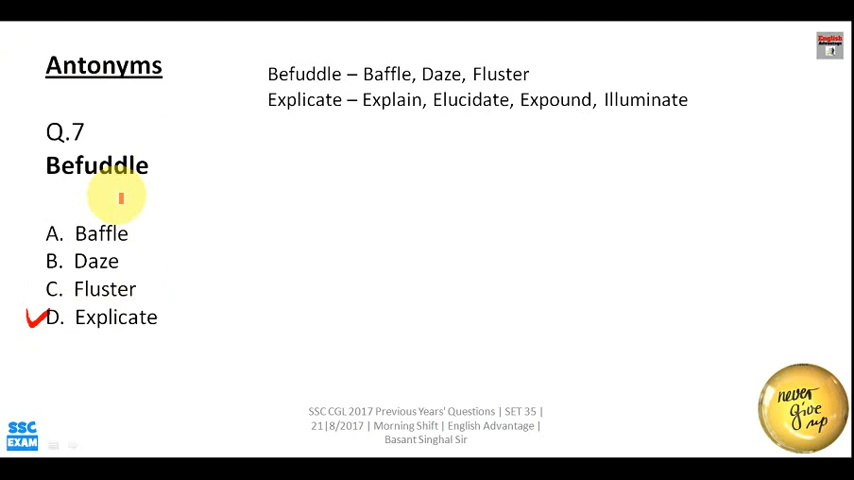 Antonyms
English
Advantage
Befuddle – Baffle, Daze, Fluster
Explicate – Explain, Elucidate, Expound, Illuminate
Q.7
Befuddle
A. Baffle
B. Daze
C. Fluster
D. Explicate
never
give
up
SSC CGL 2017 Previous Years' Questions | SET 35 |
21|8/2017 | Morning Shift | English Advantage |
Basant Singhal Sir
SSC
EXAM